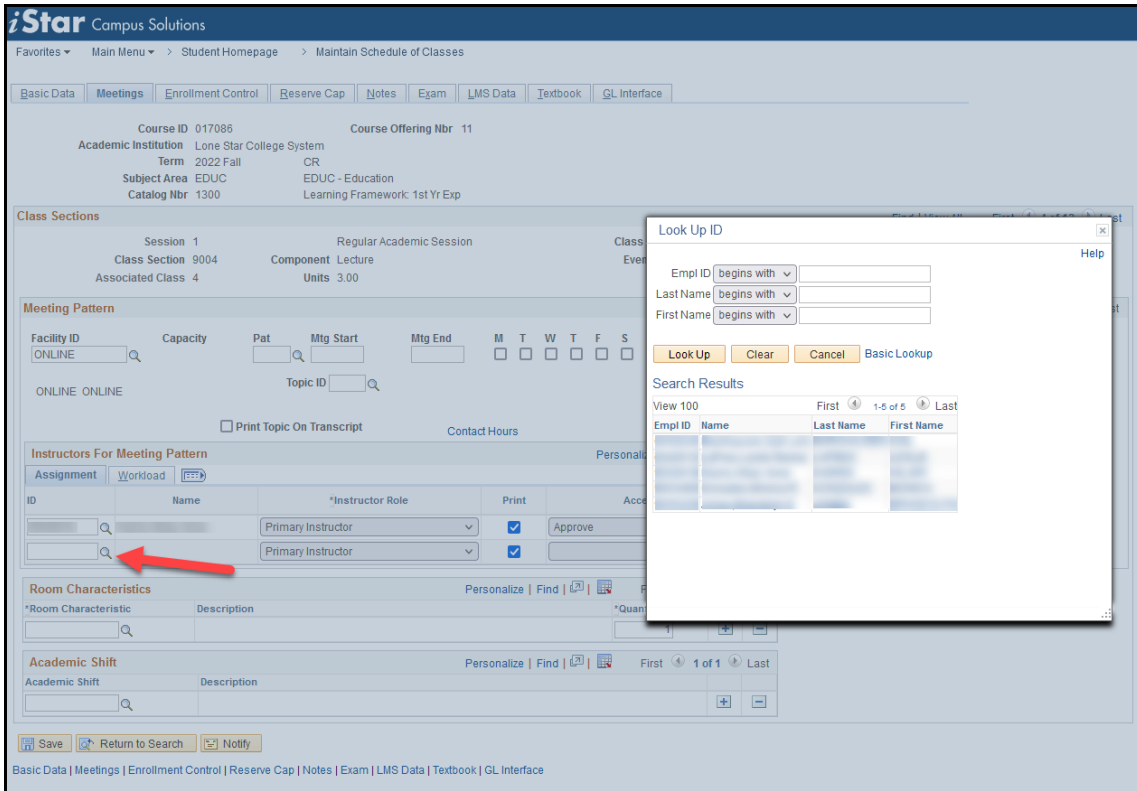 iStar Campus Solutions
Favorites Main Menu > Student Homepage > Maintain Schedule of Classes
Basic Data Meetings Enrollment Control Reserve Cap Notes Exam LMS Data Textbook GL Interface
Course ID 017086 Course Offering Nbr 11
Academic Institution Lone Star College System
Term 2022 Fall CR
Subject Area EDUC EDUC - Education
Catalog Nbr 1300 Learning Framework: 1st Yr Exp
Class Sections
Session 1 Regular Academic Session Class
Class Section 9004 Component Lecture
Associated Class 4 Units 3.00
Meeting Pattern
Facility ID Capacity Pat Mtg Start Mtg End M T W T F S
ONLINE
Topic ID
ONLINE ONLINE
Print Topic On Transcript Contact Hours
Instructors For Meeting Pattern
Assignment Workload
ID Name *Instructor Role Print
Primary Instructor Approve
Primary Instructor
Room Characteristics Personalize | Find |
*Room Characteristic Description
1
Academic Shift Personalize | Find | First 1 of 1 Last
Academic Shift Description
Save Return to Search Notify
Basic Data | Meetings | Enrollment Control | Reserve Cap | Notes | Exam | LMS Data | Textbook | GL Interface
Look Up ID
Help
Empl ID begins with
Last Name begins with
First Name begins with
Look Up Clear Cancel Basic Lookup
Search Results
View 100 First 1-5 of 5 Last
Empl ID Name Last Name First Name